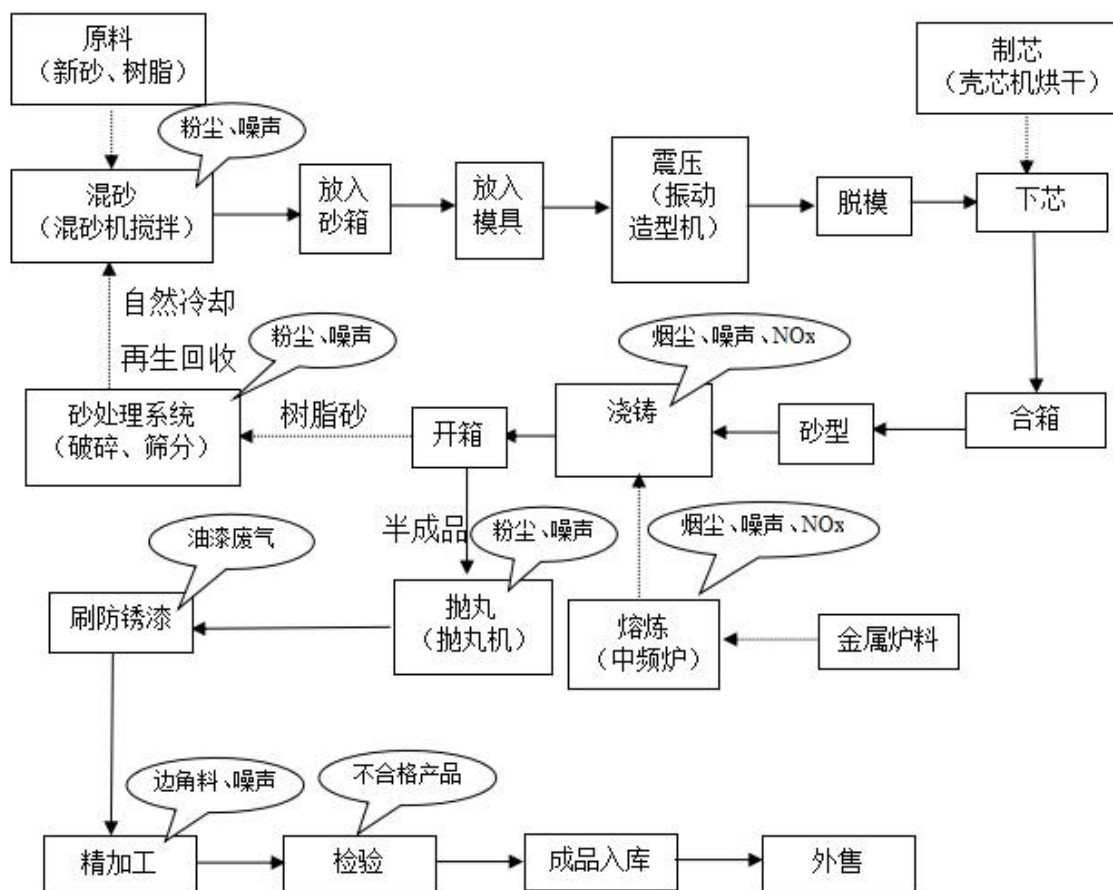 原料
（新砂、树脂）
制芯
（壳芯机烘干）
粉尘、噪声
混砂
（混砂机搅拌）
放入
砂箱
放入
模具
震压
（振动
造型机）
脱模
下芯
自然冷却
再生回收
粉尘、噪声
烟尘、噪声、NOx
砂处理系统
（破碎、筛分）
树脂砂
开箱
浇铸
砂型
合箱
半成品
粉尘、噪声
烟尘、噪声、NOx
油漆废气
刷防锈漆
抛丸
（抛丸机）
熔炼
（中频炉）
金属炉料
边角料、噪声
不合格产品
精加工
检验
成品入库
外售